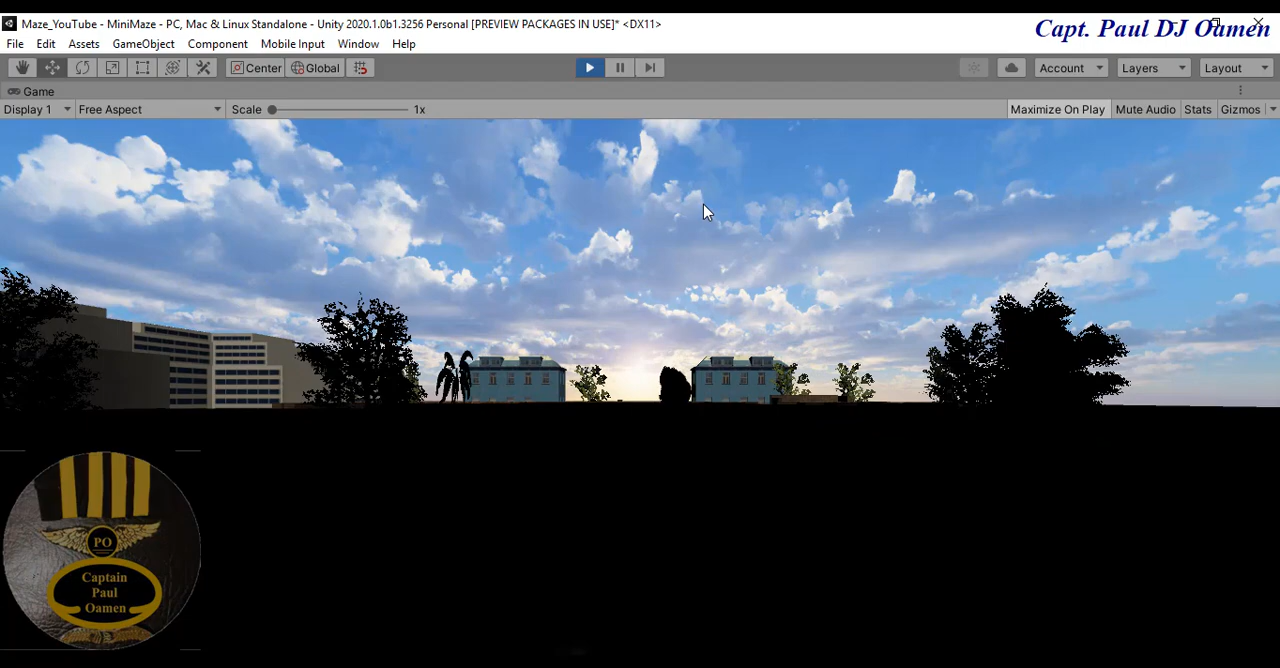 Maze_YouTube - MiniMaze - PC, Mac & Linux Standalone - Unity 2020.1.0b1.3256 Personal [PREVIEW PACKAGES IN USE]* <DX11>
Capt. Paul DJ Oamen
File Edit Assets GameObject Component Mobile Input Window Help
Center Global Account Layers Layout
Game
Display 1 Free Aspect Scale 1x Maximize On Play Mute Audio Stats Gizmos
PO
Captain
Paul
Oamen